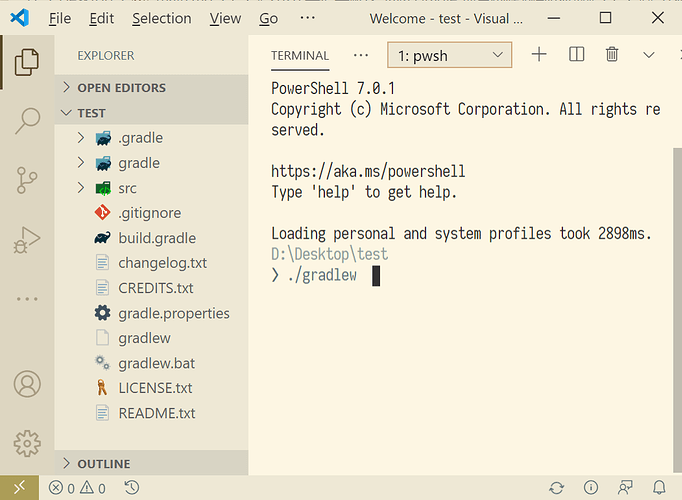 File Edit Selection View Go ··· Welcome - test - Visual ...
EXPLORER
OPEN EDITORS
TEST
.gradle
gradle
src
.gitignore
build.gradle
changelog.txt
CREDITS.txt
gradle.properties
gradlew
gradlew.bat
LICENSE.txt
README.txt
OUTLINE
TERMINAL ··· 1: pwsh
PowerShell 7.0.1
Copyright (c) Microsoft Corporation. All rights re
served.
https://aka.ms/powershell
Type 'help' to get help.
Loading personal and system profiles took 2898ms.
D:\Desktop\test
❯ ./gradlew
0 0